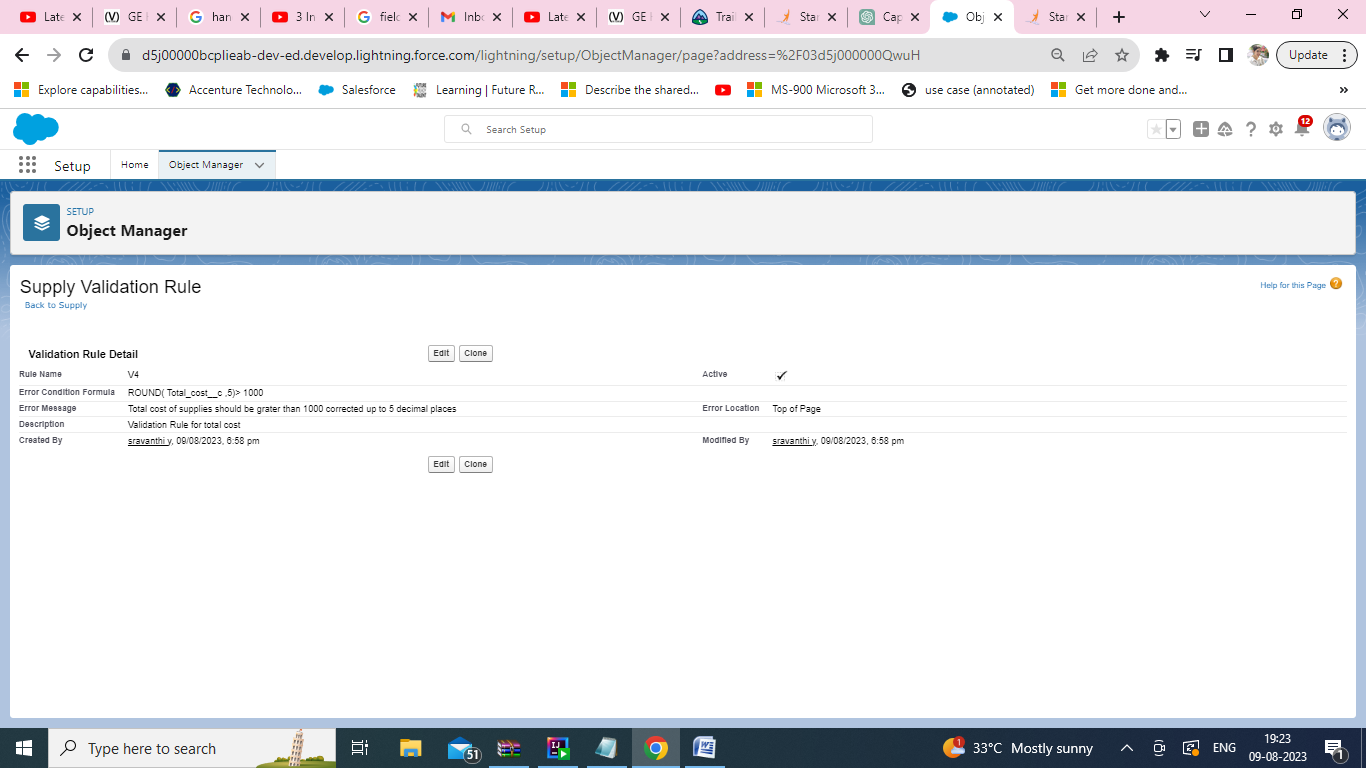 Late
GE I
han
3 In
field
Inbo
Late
GE I
Trai
Star
Cap
Obj
Star
d5j00000bcplieab-dev-ed.develop.lightning.force.com/lightning/setup/ObjectManager/page?address=%2F03d5j000000QwuH
Update
Explore capabilities...
Accenture Technolo...
Salesforce
Learning | Future R...
Describe the shared...
MS-900 Microsoft 3...
use case (annotated)
Get more done and...
»
Search Setup
12
Setup
Home
Object Manager
SETUP
Object Manager
Supply Validation Rule
Help for this Page
Back to Supply
Validation Rule Detail
Edit
Clone
Rule Name V4 Active
Error Condition Formula ROUND( Total_cost__c ,5)> 1000
Error Message Total cost of supplies should be grater than 1000 corrected up to 5 decimal places Error Location Top of Page
Description Validation Rule for total cost
Created By sravanthi y, 09/08/2023, 6:58 pm Modified By sravanthi y, 09/08/2023, 6:58 pm
Edit
Clone
Type here to search
51
1
33°C Mostly sunny
ENG
19:23
09-08-2023
1